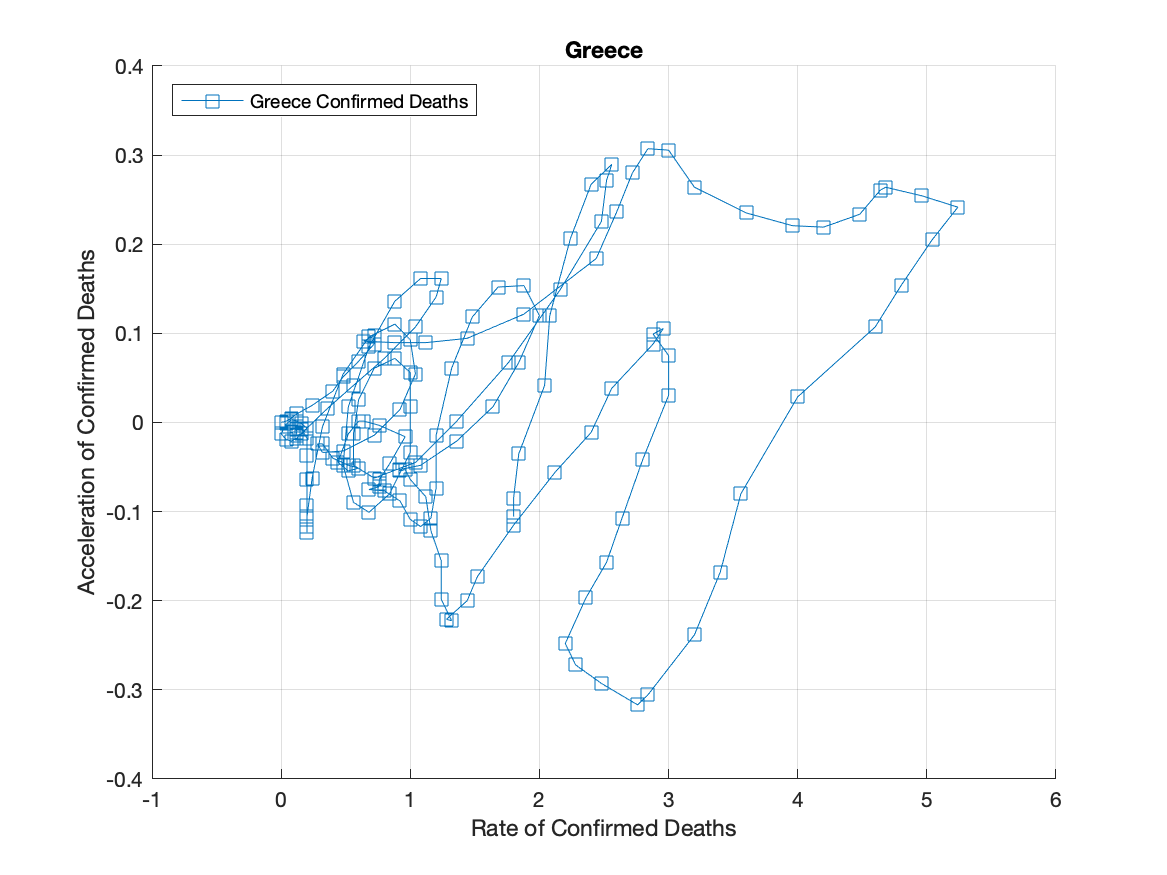 Greece
0.4
Greece Confirmed Deaths
0.3
0.2
0.1
0
-0.1
-0.2
-0.3
-0.4
Acceleration of Confirmed Deaths
-1 0 1 2 3 4 5 6
Rate of Confirmed Deaths